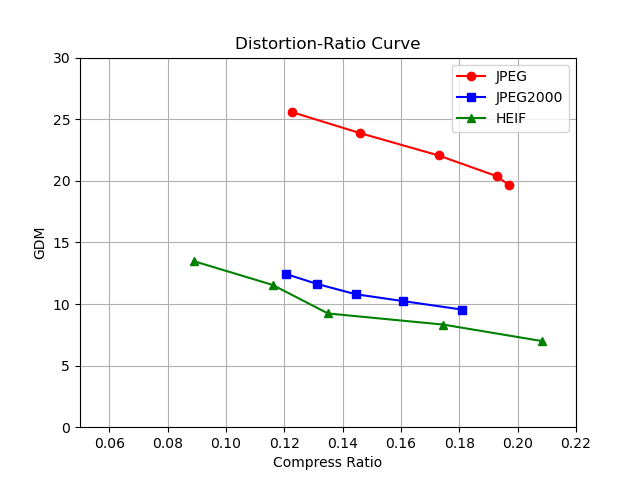 Distortion-Ratio Curve
JPEG
JPEG2000
HEIF
30
25
20
15
10
5
0
GDM
0.06 0.08 0.10 0.12 0.14 0.16 0.18 0.20 0.22
Compress Ratio